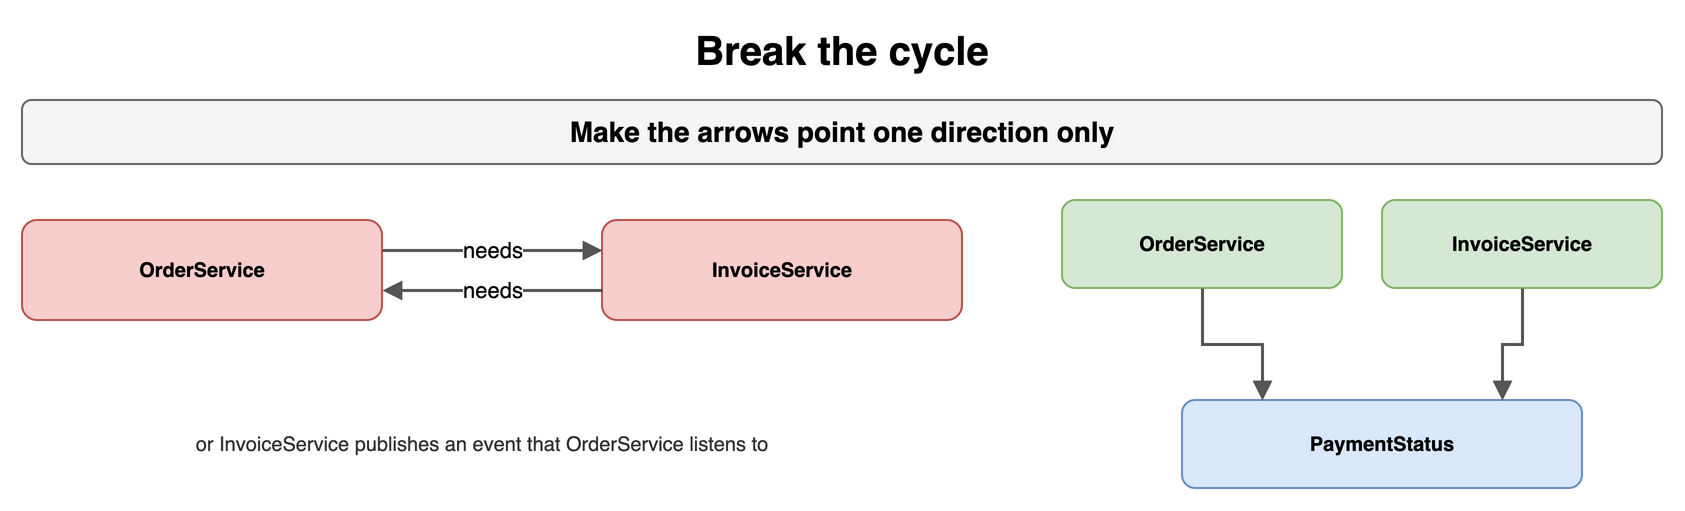 Break the cycle
Make the arrows point one direction only
OrderService
needs
needs
InvoiceService
OrderService
InvoiceService
or InvoiceService publishes an event that OrderService listens to
PaymentStatus